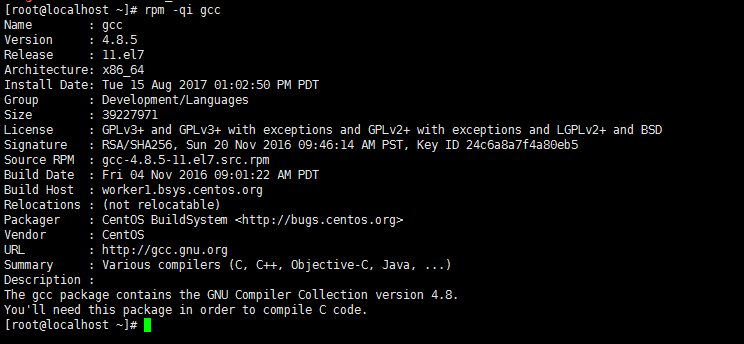 [root@localhost ~]# rpm -qi gcc
Name        : gcc
Version     : 4.8.5
Release     : 11.el7
Architecture: x86_64
Install Date: Tue 15 Aug 2017 01:02:50 PM PDT
Group       : Development/Languages
Size        : 39227971
License     : GPLv3+ and GPLv3+ with exceptions and GPLv2+ with exceptions and LGPLv2+ and BSD
Signature   : RSA/SHA256, Sun 20 Nov 2016 09:46:14 AM PST, Key ID 24c6a8a7f4a80eb5
Source RPM  : gcc-4.8.5-11.el7.src.rpm
Build Date  : Fri 04 Nov 2016 09:01:22 AM PDT
Build Host  : worker1.bsys.centos.org
Relocations : (not relocatable)
Packager    : CentOS BuildSystem <http://bugs.centos.org>
Vendor      : CentOS
URL         : http://gcc.gnu.org
Summary     : Various compilers (C, C++, Objective-C, Java, ...)
Description :
The gcc package contains the GNU Compiler Collection version 4.8.
You'll need this package in order to compile C code.
[root@localhost ~]#